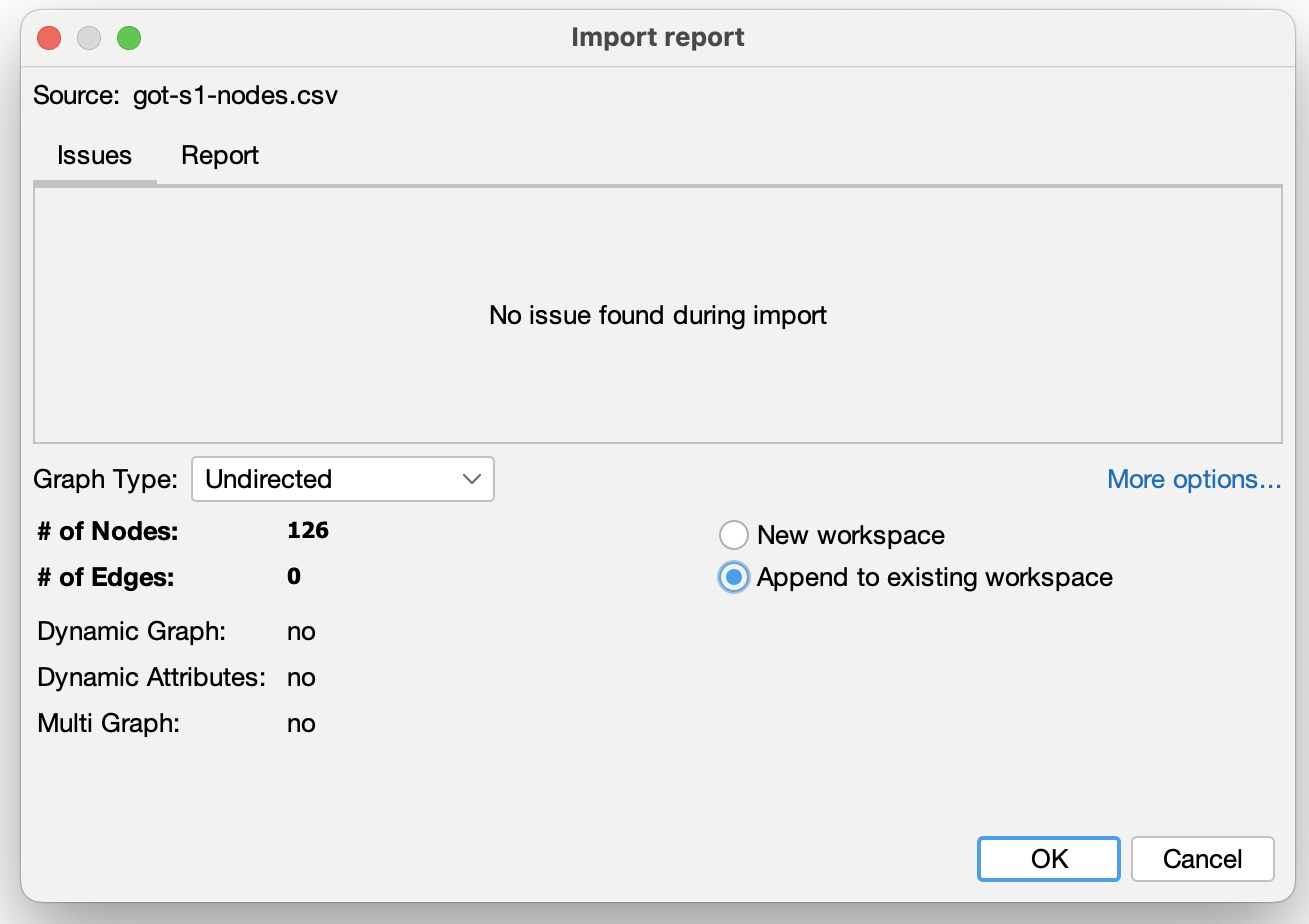 Import report
Source: got-s1-nodes.csv
Issues Report
No issue found during import
Graph Type: Undirected More options...
# of Nodes: 126
New workspace
# of Edges: 0
Append to existing workspace
Dynamic Graph: no
Dynamic Attributes: no
Multi Graph: no
OK Cancel